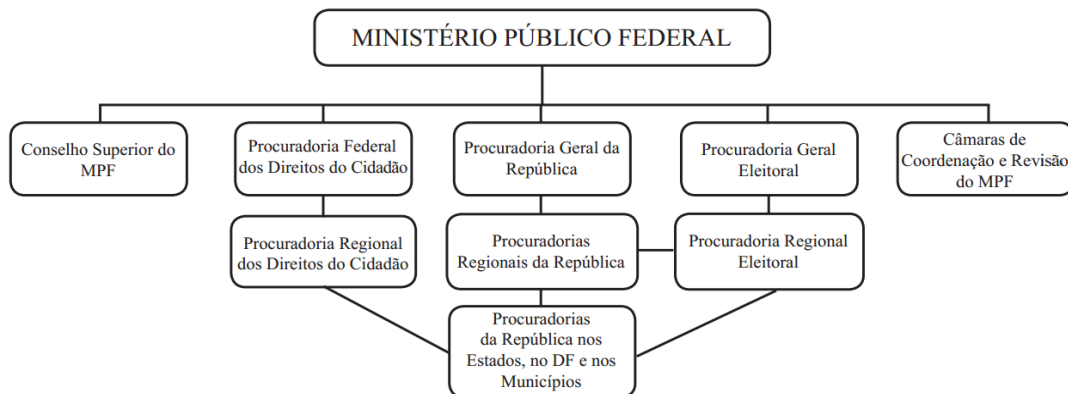 MINISTÉRIO PÚBLICO FEDERAL
Conselho Superior do
MPF
Procuradoria Federal
dos Direitos do Cidadão
Procuradoria Geral da
República
Procuradoria Geral
Eleitoral
Câmaras de
Coordenação e Revisão
do MPF
Procuradoria Regional
dos Direitos do Cidadão
Procuradorias
Regionais da República
Procuradoria Regional
Eleitoral
Procuradorias
da República nos
Estados, no DF e nos
Municípios